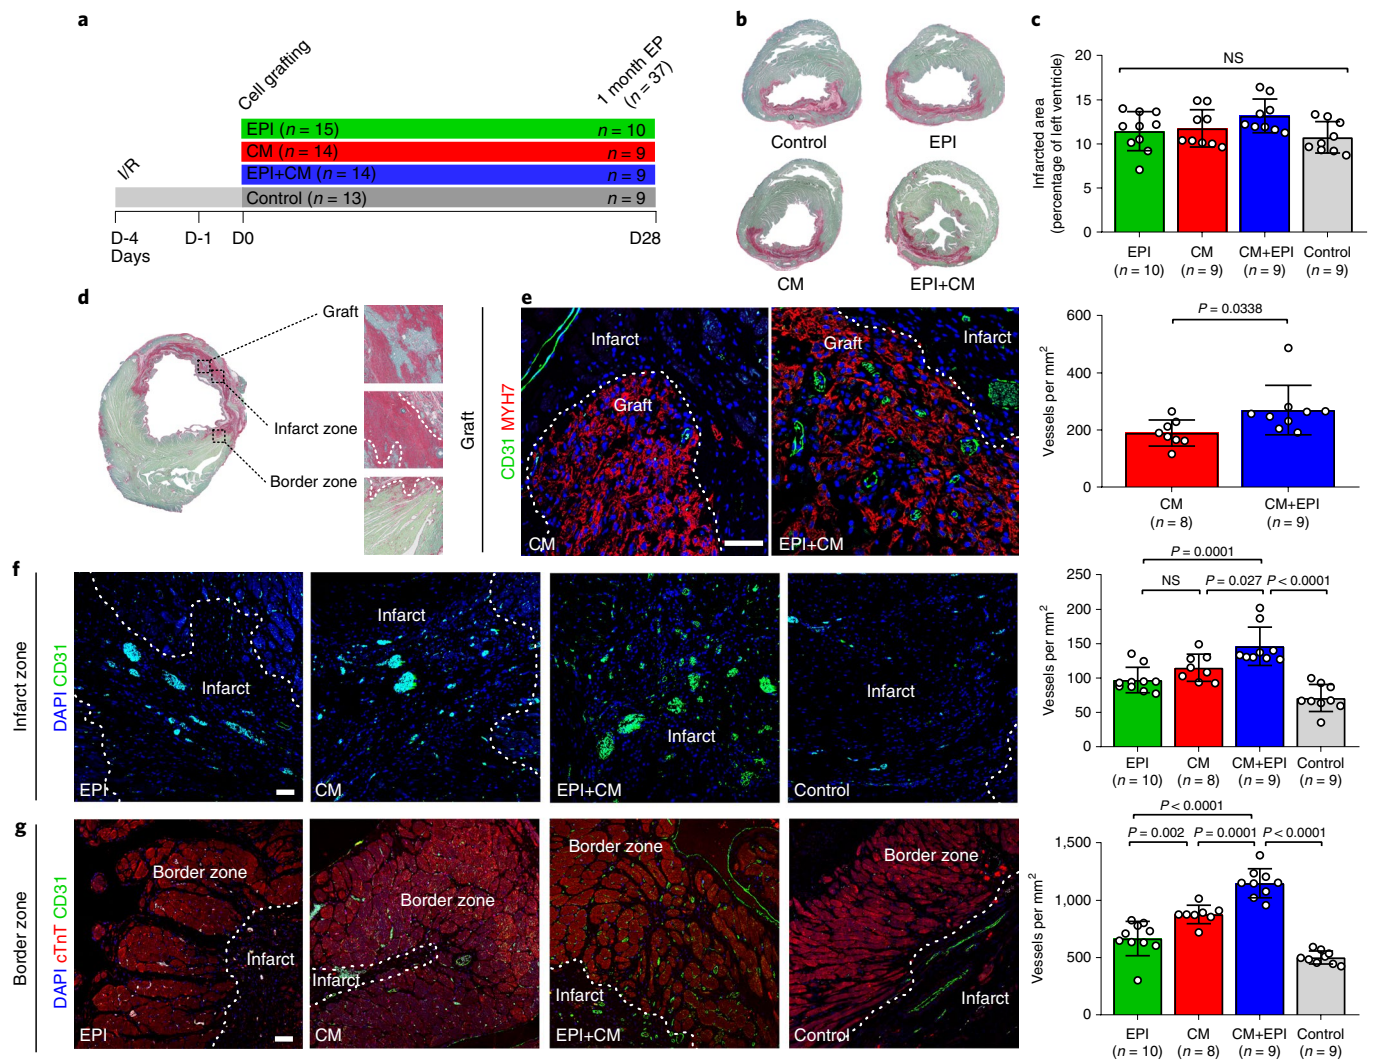 a
Cell grafting
1 month EP
(n = 37)
EPI (n = 15)
n = 10
CM (n = 14)
n = 9
EPI+CM (n = 14)
n = 9
Control (n = 13)
n = 9
I/R
D-4
D-1
D0
D28
Days
b
Control
EPI
CM
EPI+CM
c
Infarcted area
(percentage of left ventricle)
20
15
10
5
0
NS
EPI
(n = 10)
CM
(n = 9)
CM+EPI
(n = 9)
Control
(n = 9)
d
Graft
Infarct zone
Border zone
e
Graft
CD31 MYH7
Infarct
Graft
CM
Graft
Infarct
EPI+CM
Vessels per mm2
600
400
200
0
P = 0.0338
CM
(n = 8)
CM+EPI
(n = 9)
f
Infarct zone
DAPI CD31
Infarct
EPI
Infarct
CM
Infarct
EPI+CM
Infarct
Control
Vessels per mm2
250
200
150
100
50
0
P = 0.0001
NS
P = 0.027
P < 0.0001
EPI
(n = 10)
CM
(n = 8)
CM+EPI
(n = 9)
Control
(n = 9)
g
Border zone
DAPI cTnT CD31
Border zone
Infarct
EPI
Border zone
Infarct
CM
Border zone
Infarct
EPI+CM
Border zone
Infarct
Control
Vessels per mm2
1,500
1,000
500
0
P < 0.0001
P = 0.002
P = 0.0001
P < 0.0001
EPI
(n = 10)
CM
(n = 8)
CM+EPI
(n = 9)
Control
(n = 9)